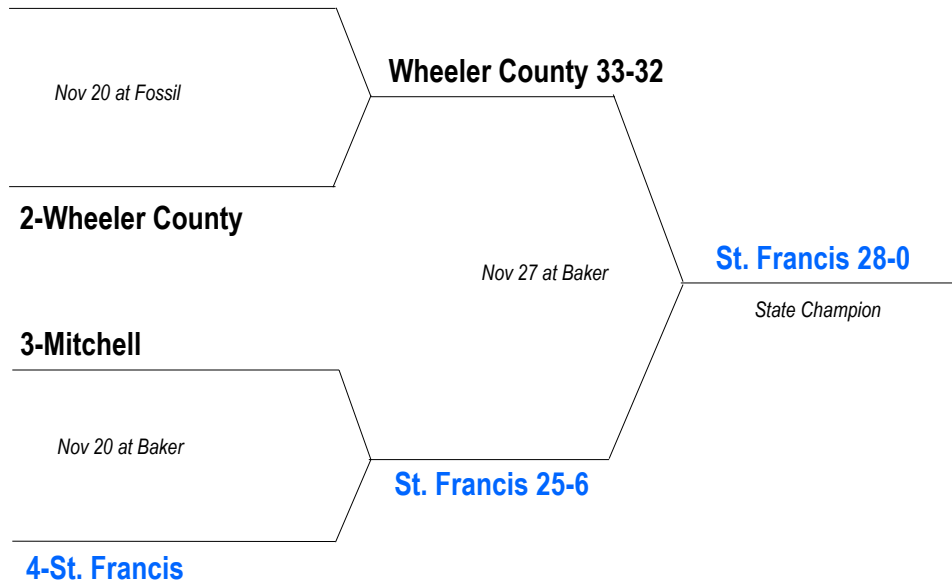 Wheeler County 33-32
Nov 20 at Fossil
2-Wheeler County
St. Francis 28-0
Nov 27 at Baker
State Champion
3-Mitchell
Nov 20 at Baker
St. Francis 25-6
4-St. Francis